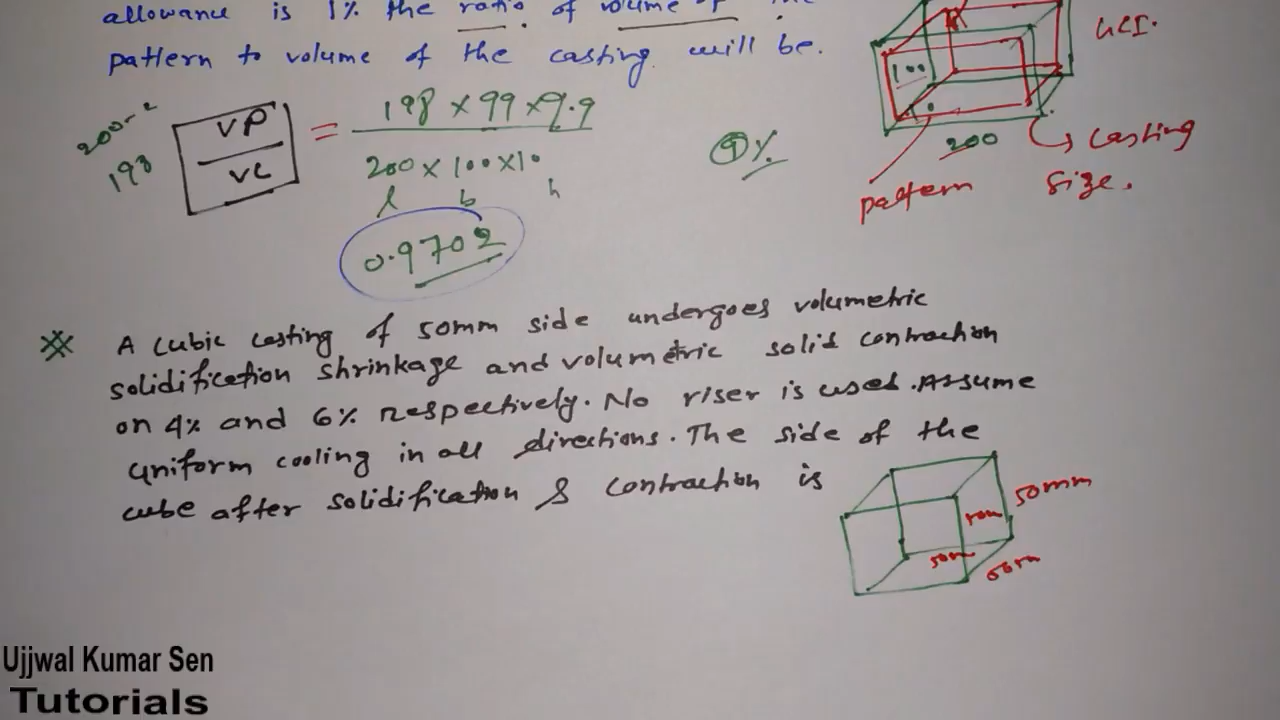 allowance is 1% the ratio of volume of the
pattern to volume of the casting will be.
VP
VC
=
198 × 99 × 9.9
200 × 100 × 10
l b h
0.9702
200-2
198
9%
100
200
UCI.
pattern
casting
size.
※ A cubic casting of 50mm side undergoes volumetric
solidification shrinkage and volumetric solid contraction
on 4% and 6% respectively. No riser is used. Assume
uniform cooling in all directions. The side of the
cube after solidification & contraction is
50mm
50m
50m
Ujjwal Kumar Sen
Tutorials